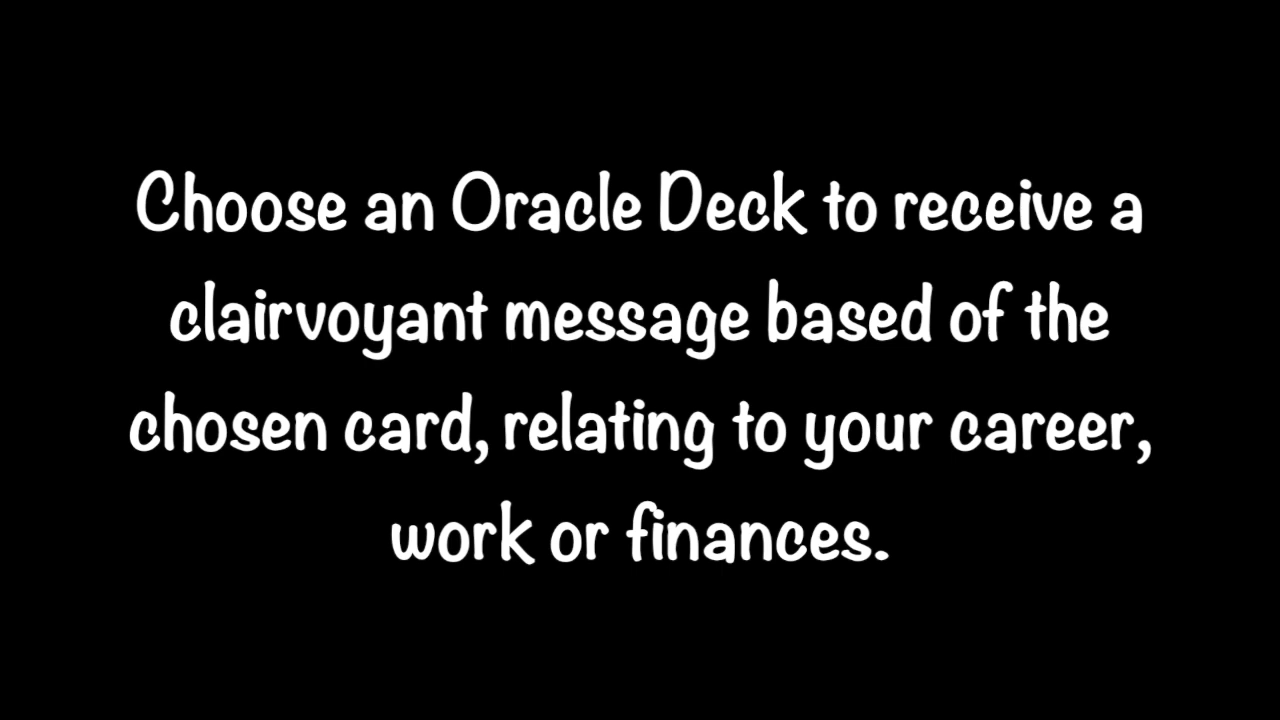 Choose an Oracle Deck to receive a
clairvoyant message based of the
chosen card, relating to your career,
work or finances.